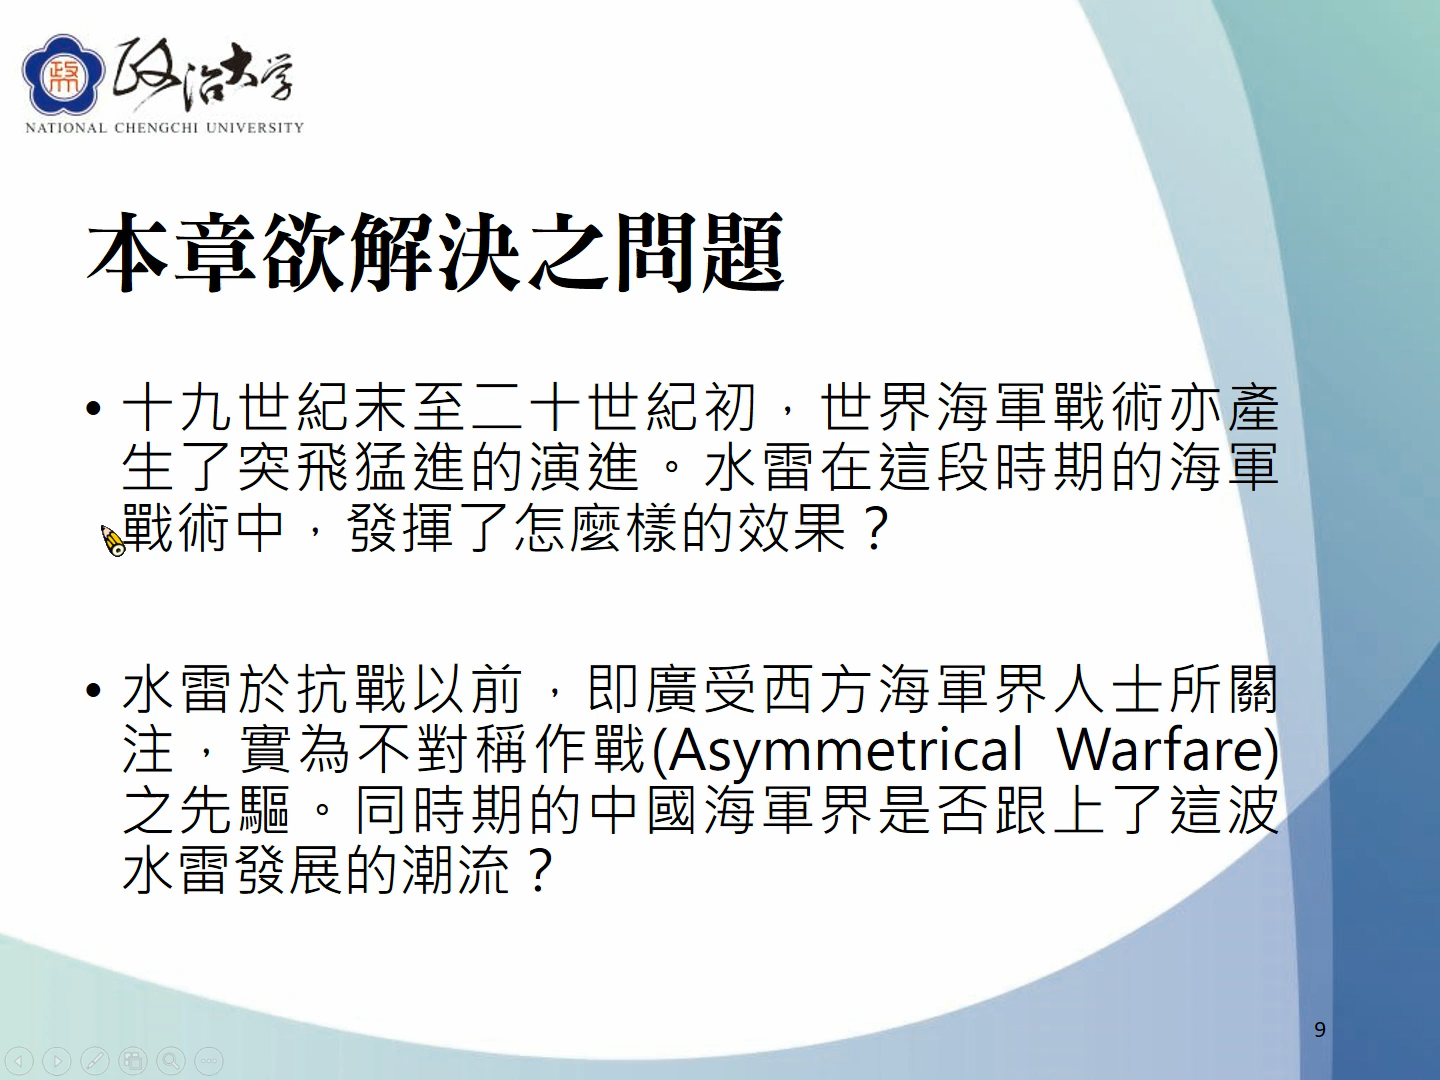 政治大学
NATIONAL CHENGCHI UNIVERSITY
本章欲解決之問題
• 十九世紀末至二十世紀初，世界海軍戰術亦產
生了突飛猛進的演進。水雷在這段時期的海軍
戰術中，發揮了怎麼樣的效果？
• 水雷於抗戰以前，即廣受西方海軍界人士所關
注，實為不對稱作戰(Asymmetrical Warfare)
之先驅。同時期的中國海軍界是否跟上了這波
水雷發展的潮流？
9